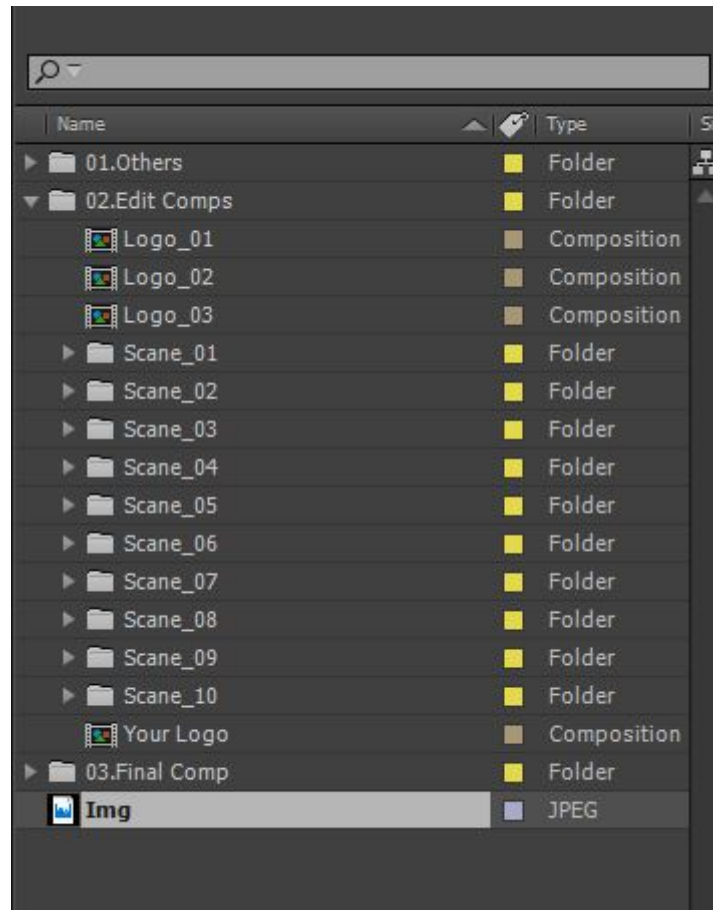 Name Type S
01.Others Folder
02.Edit Comps Folder
Logo_01 Composition
Logo_02 Composition
Logo_03 Composition
Scane_01 Folder
Scane_02 Folder
Scane_03 Folder
Scane_04 Folder
Scane_05 Folder
Scane_06 Folder
Scane_07 Folder
Scane_08 Folder
Scane_09 Folder
Scane_10 Folder
Your Logo Composition
03.Final Comp Folder
Img JPEG